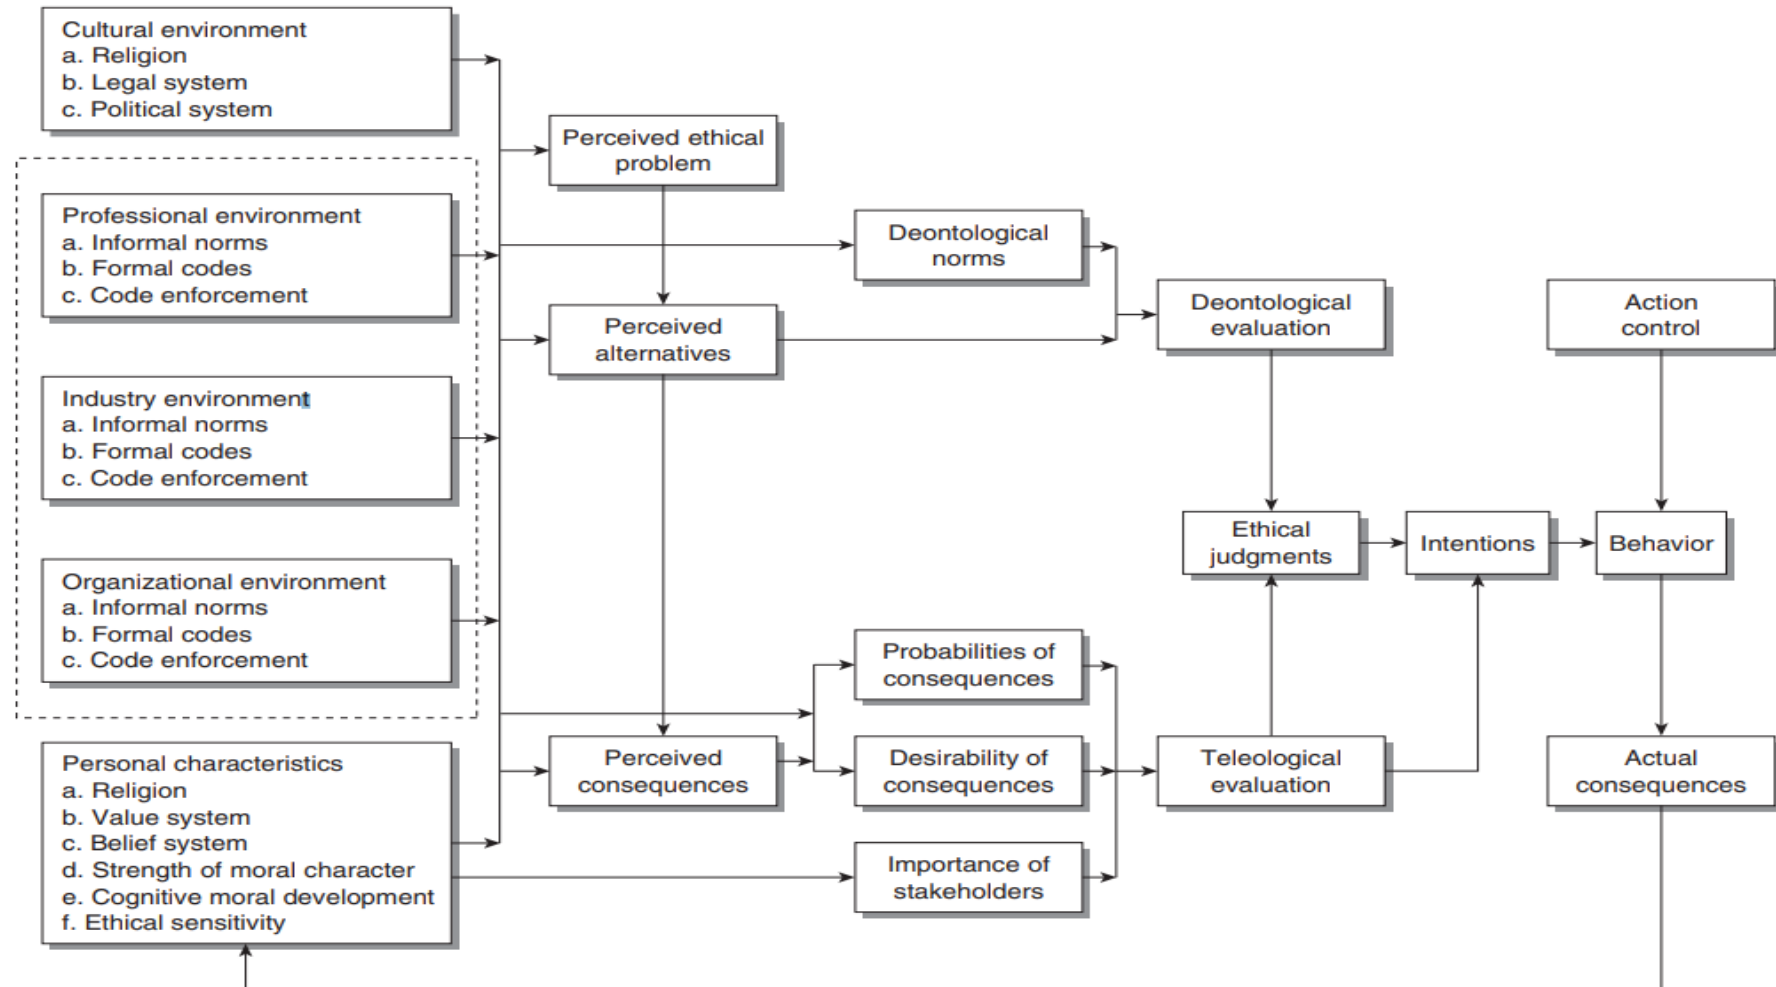 Cultural environment
a. Religion
b. Legal system
c. Political system
Professional environment
a. Informal norms
b. Formal codes
c. Code enforcement
Industry environment
a. Informal norms
b. Formal codes
c. Code enforcement
Organizational environment
a. Informal norms
b. Formal codes
c. Code enforcement
Personal characteristics
a. Religion
b. Value system
c. Belief system
d. Strength of moral character
e. Cognitive moral development
f. Ethical sensitivity
Perceived ethical
problem
Perceived
alternatives
Perceived
consequences
Deontological
norms
Probabilities of
consequences
Desirability of
consequences
Importance of
stakeholders
Deontological
evaluation
Ethical
judgments
Teleological
evaluation
Intentions
Action
control
Behavior
Actual
consequences